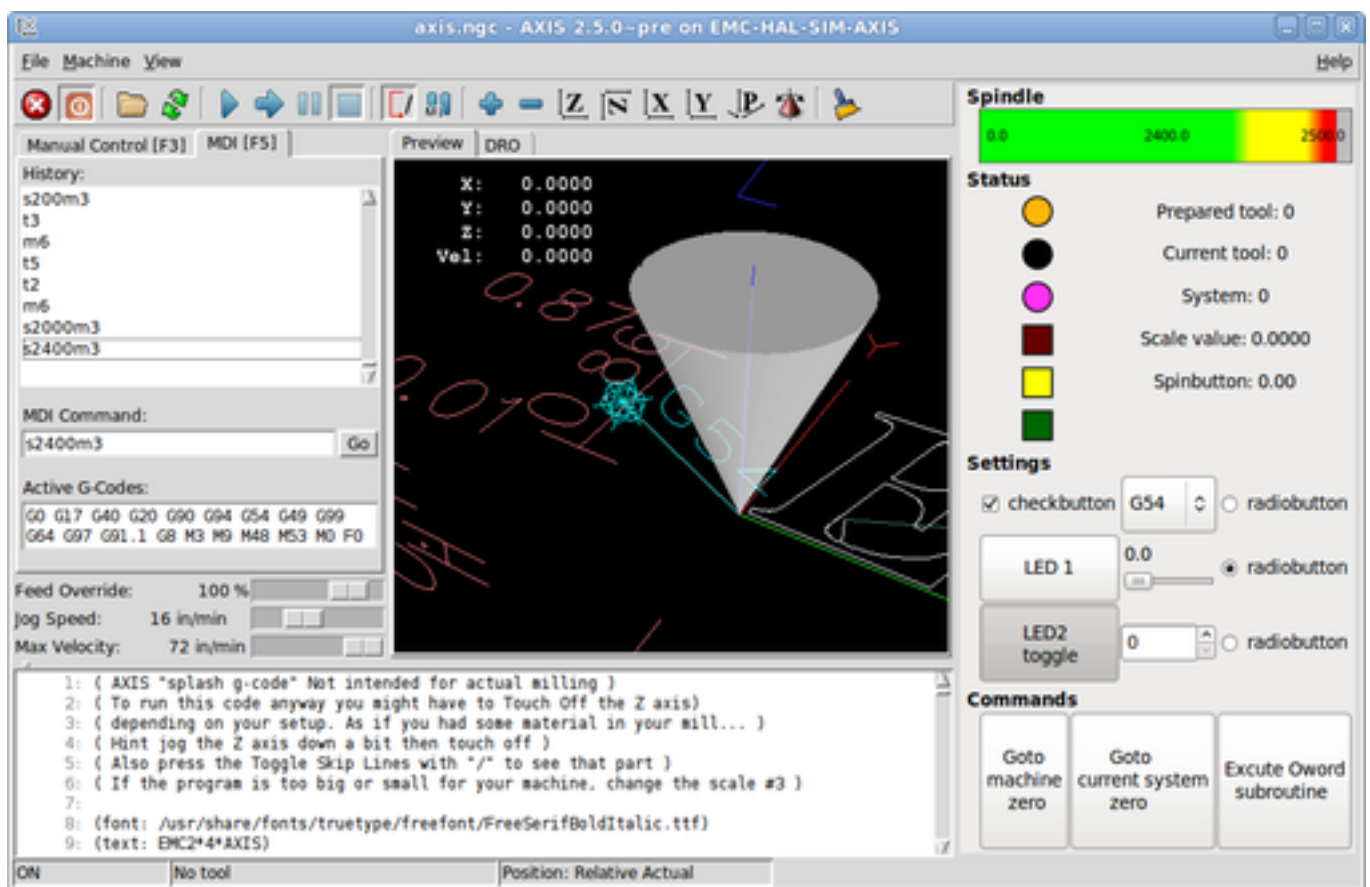 axis.ngc - AXIS 2.5.0~pre on EMC-HAL-SIM-AXIS
File Machine View Help
Z N X Y P
Manual Control [F3] MDI [F5]
History:
s200m3
t3
m6
t5
t2
m6
s2000m3
s2400m3
MDI Command:
s2400m3 Go
Active G-Codes:
G0 G17 G40 G20 G90 G94 G54 G49 G99
G64 G97 G91.1 G8 M3 M9 M48 M53 M0 F0
Feed Override: 100 %
Jog Speed: 16 in/min
Max Velocity: 72 in/min
Preview DRO
X: 0.0000
Y: 0.0000
Z: 0.0000
Vel: 0.0000
G54
Spindle
0.0 2400.0 2500.0
Status
Prepared tool: 0
Current tool: 0
System: 0
Scale value: 0.0000
Spinbutton: 0.00
Settings
checkbutton G54 radiobutton
LED 1 0.0 radiobutton
LED2
toggle 0 radiobutton
Commands
Goto
machine
zero
Goto
current system
zero
Excute Oword
subroutine
1: ( AXIS "splash g-code" Not intended for actual milling )
2: ( To run this code anyway you might have to Touch Off the Z axis)
3: ( depending on your setup. As if you had some material in your mill... )
4: ( Hint jog the Z axis down a bit then touch off )
5: ( Also press the Toggle Skip Lines with "/" to see that part )
6: ( If the program is too big or small for your machine, change the scale #3 )
7:
8: (font: /usr/share/fonts/truetype/freefont/FreeSerifBoldItalic.ttf)
9: (text: EMC2*4*AXIS)
ON No tool Position: Relative Actual